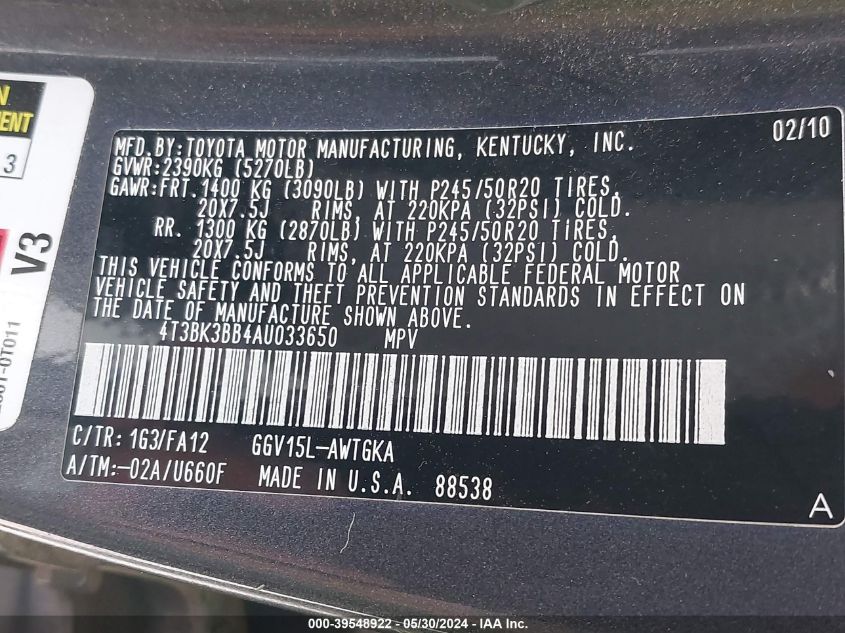 N
MENT
3
V3
0T011
MFD.BY:TOYOTA MOTOR MANUFACTURING, KENTUCKY, INC. 02/10
GVWR:2390KG (5270LB)
GAWR:FRT.1400 KG (3090LB) WITH P245/50R20 TIRES,
20X7.5J RIMS, AT 220KPA (32PSI) COLD.
RR. 1300 KG (2870LB) WITH P245/50R20 TIRES,
20X7.5J RIMS, AT 220KPA (32PSI) COLD.
THIS VEHICLE CONFORMS TO ALL APPLICABLE FEDERAL MOTOR
VEHICLE SAFETY AND THEFT PREVENTION STANDARDS IN EFFECT ON
THE DATE OF MANUFACTURE SHOWN ABOVE.
4T3BK3BB4AU033650 MPV
C/TR: 1G3/FA12 GGV15L-AWTGKA
A/TM:-02A/U660F MADE IN U.S.A. 88538
A
000-39548922 - 05/30/2024 - IAA Inc.